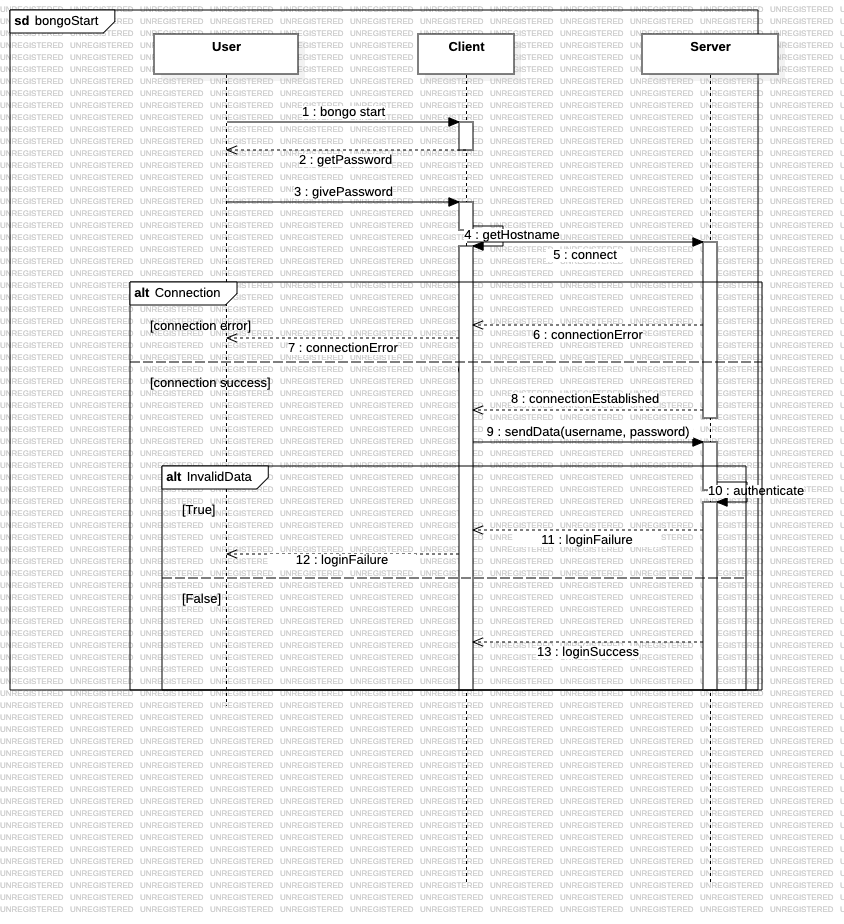 sd bongoStart
User
Client
Server
1 : bongo start
2 : getPassword
3 : givePassword
4 : getHostname
5 : connect
alt Connection
[connection error]
6 : connectionError
7 : connectionError
[connection success]
8 : connectionEstablished
9 : sendData(username, password)
alt InvalidData
10 : authenticate
[True]
11 : loginFailure
12 : loginFailure
[False]
13 : loginSuccess
UNREGISTERED